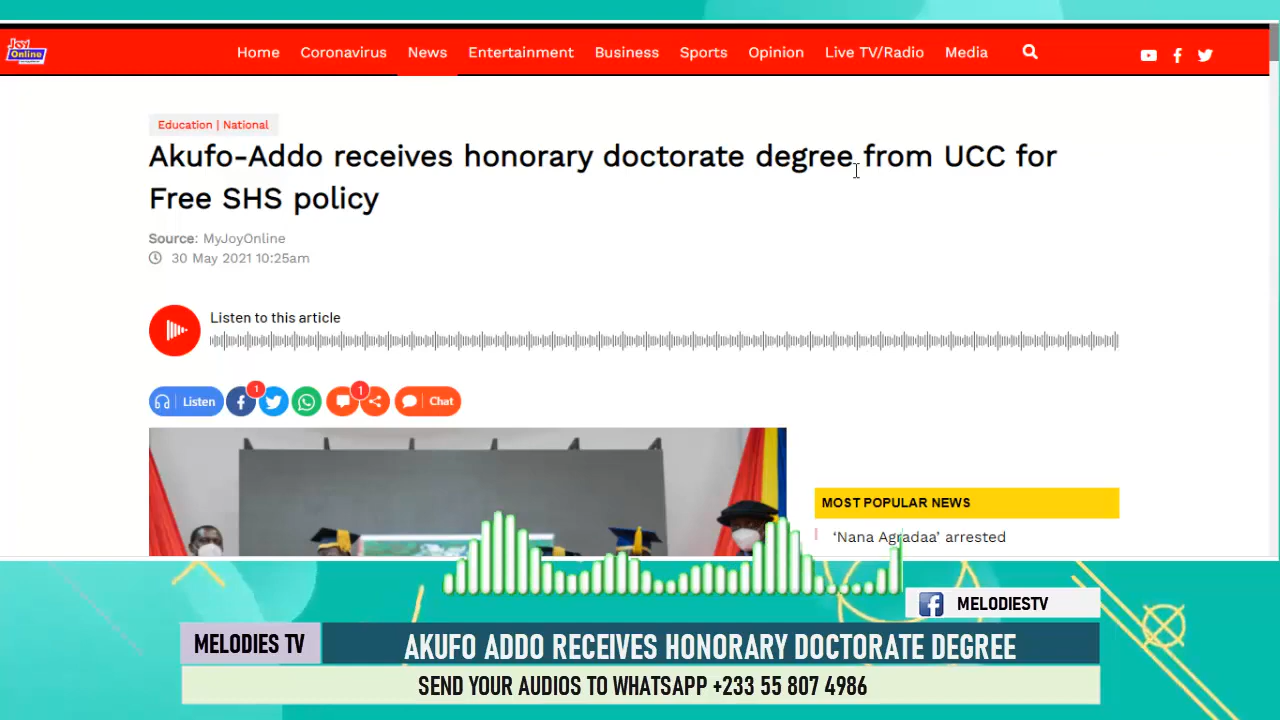 Joy
Online
Home Coronavirus News Entertainment Business Sports Opinion Live TV/Radio Media
Education | National
Akufo-Addo receives honorary doctorate degree from UCC for
Free SHS policy
Source: MyJoyOnline
30 May 2021 10:25am
Listen to this article
Listen
1
1
Chat
MOST POPULAR NEWS
‘Nana Agradaa’ arrested
MELODIESTV
MELODIES TV
AKUFO ADDO RECEIVES HONORARY DOCTORATE DEGREE
SEND YOUR AUDIOS TO WHATSAPP +233 55 807 4986